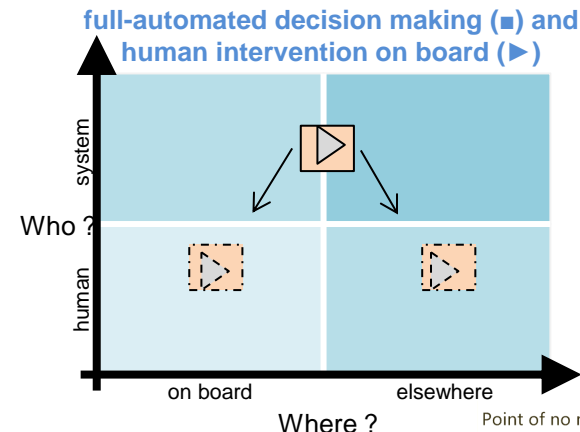 full-automated decision making (■) and
human intervention on board (►)
system
Who ?
human
on board
elsewhere
Where ?
Point of no